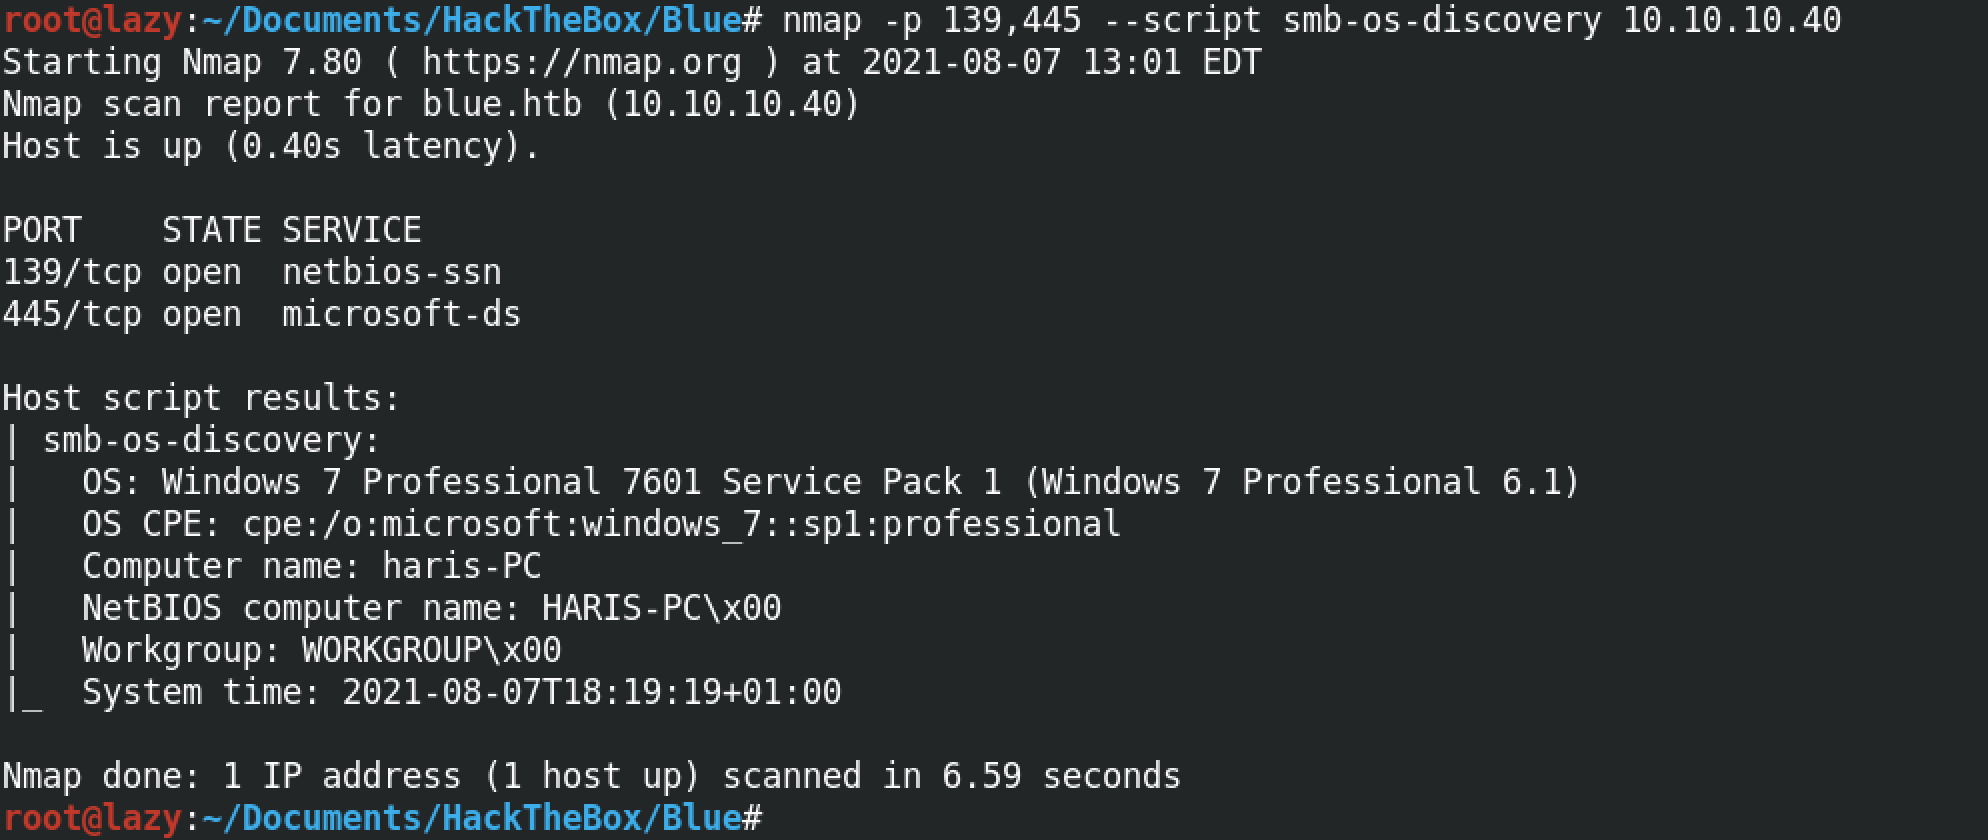 root@lazy:~/Documents/HackTheBox/Blue# nmap -p 139,445 --script smb-os-discovery 10.10.10.40
Starting Nmap 7.80 ( https://nmap.org ) at 2021-08-07 13:01 EDT
Nmap scan report for blue.htb (10.10.10.40)
Host is up (0.40s latency).

PORT    STATE SERVICE
139/tcp open  netbios-ssn
445/tcp open  microsoft-ds

Host script results:
| smb-os-discovery:
|   OS: Windows 7 Professional 7601 Service Pack 1 (Windows 7 Professional 6.1)
|   OS CPE: cpe:/o:microsoft:windows_7::sp1:professional
|   Computer name: haris-PC
|   NetBIOS computer name: HARIS-PC\x00
|   Workgroup: WORKGROUP\x00
|_  System time: 2021-08-07T18:19:19+01:00

Nmap done: 1 IP address (1 host up) scanned in 6.59 seconds
root@lazy:~/Documents/HackTheBox/Blue#